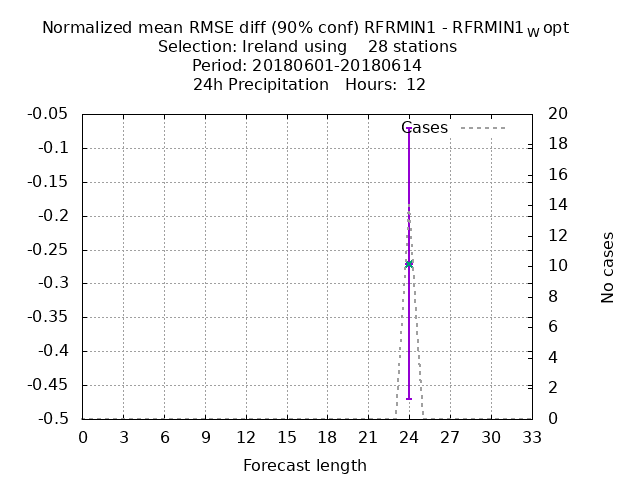 Normalized mean RMSE diff (90% conf) RFRMIN1 - RFRMIN1W opt
Selection: Ireland using 28 stations
Period: 20180601-20180614
24h Precipitation Hours: 12
Cases
-0.05
-0.1
-0.15
-0.2
-0.25
-0.3
-0.35
-0.4
-0.45
-0.5
20
18
16
14
12
10
8
6
4
2
0
No cases
0 3 6 9 12 15 18 21 24 27 30 33
Forecast length